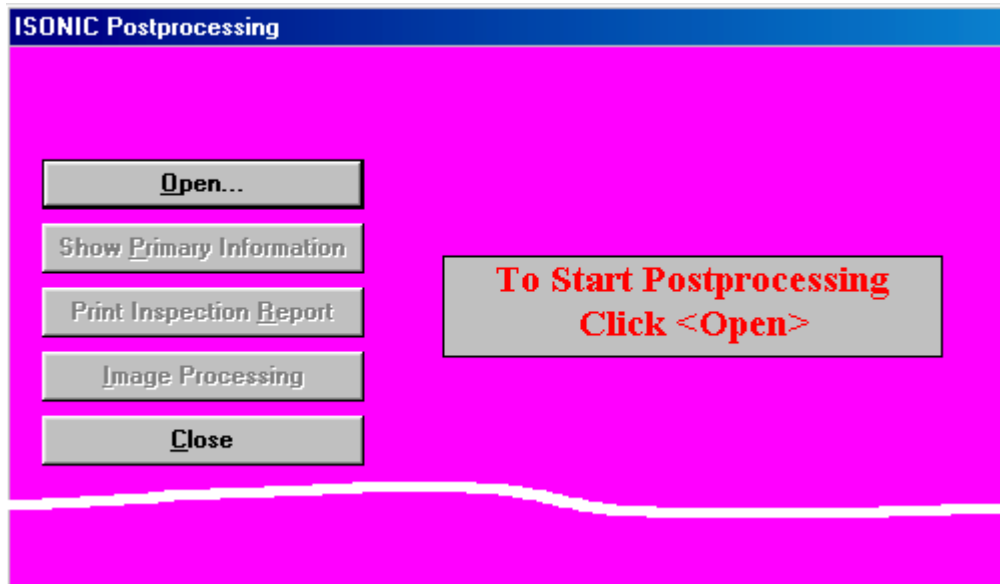 ISONIC Postprocessing
Open...
Show Primary Information
Print Inspection Report
Image Processing
Close
To Start Postprocessing
Click <Open>